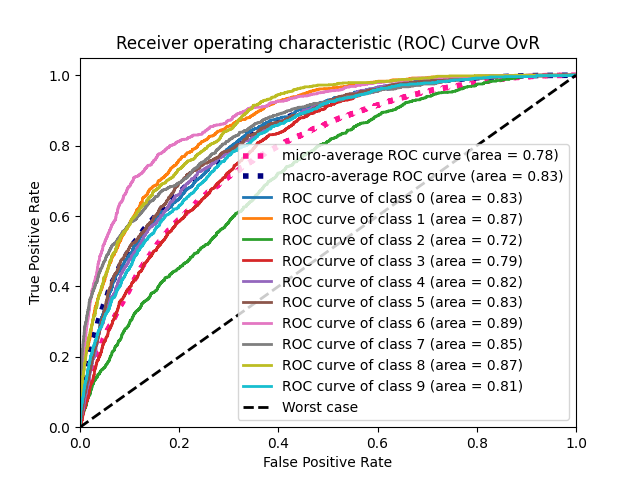 Receiver operating characteristic (ROC) Curve OvR
1.0
0.8
0.6
0.4
0.2
0.0
True Positive Rate
micro-average ROC curve (area = 0.78)
macro-average ROC curve (area = 0.83)
ROC curve of class 0 (area = 0.83)
ROC curve of class 1 (area = 0.87)
ROC curve of class 2 (area = 0.72)
ROC curve of class 3 (area = 0.79)
ROC curve of class 4 (area = 0.82)
ROC curve of class 5 (area = 0.83)
ROC curve of class 6 (area = 0.89)
ROC curve of class 7 (area = 0.85)
ROC curve of class 8 (area = 0.87)
ROC curve of class 9 (area = 0.81)
Worst case
0.0 0.2 0.4 0.6 0.8 1.0
False Positive Rate